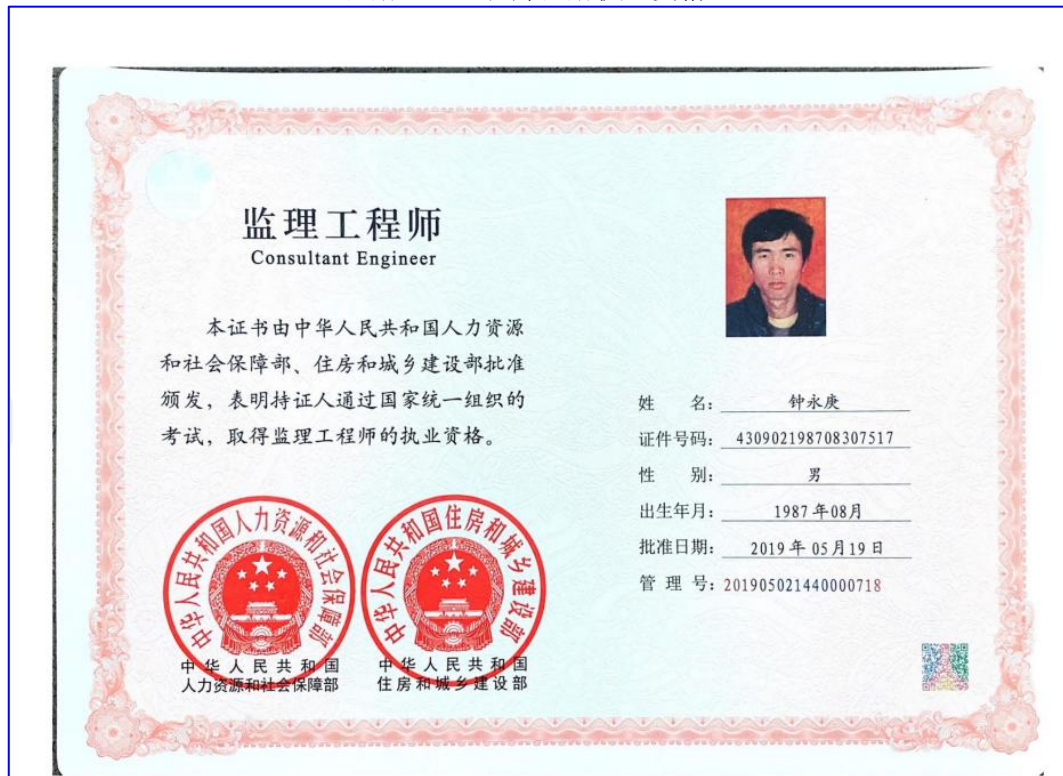 监理工程师
Consultant Engineer
本证书由中华人民共和国人力资源
和社会保障部、住房和城乡建设部批准
颁发，表明持证人通过国家统一组织的
考试，取得监理工程师的执业资格。
中华人民共和国人力资源和社会保障部
中华人民共和国
人力资源和社会保障部
中华人民共和国住房和城乡建设部
中华人民共和国
住房和城乡建设部
姓 名：钟永庚
证件号码：430902198708307517
性 别：男
出生年月：1987年08月
批准日期：2019年05月19日
管 理 号：201905021440000718